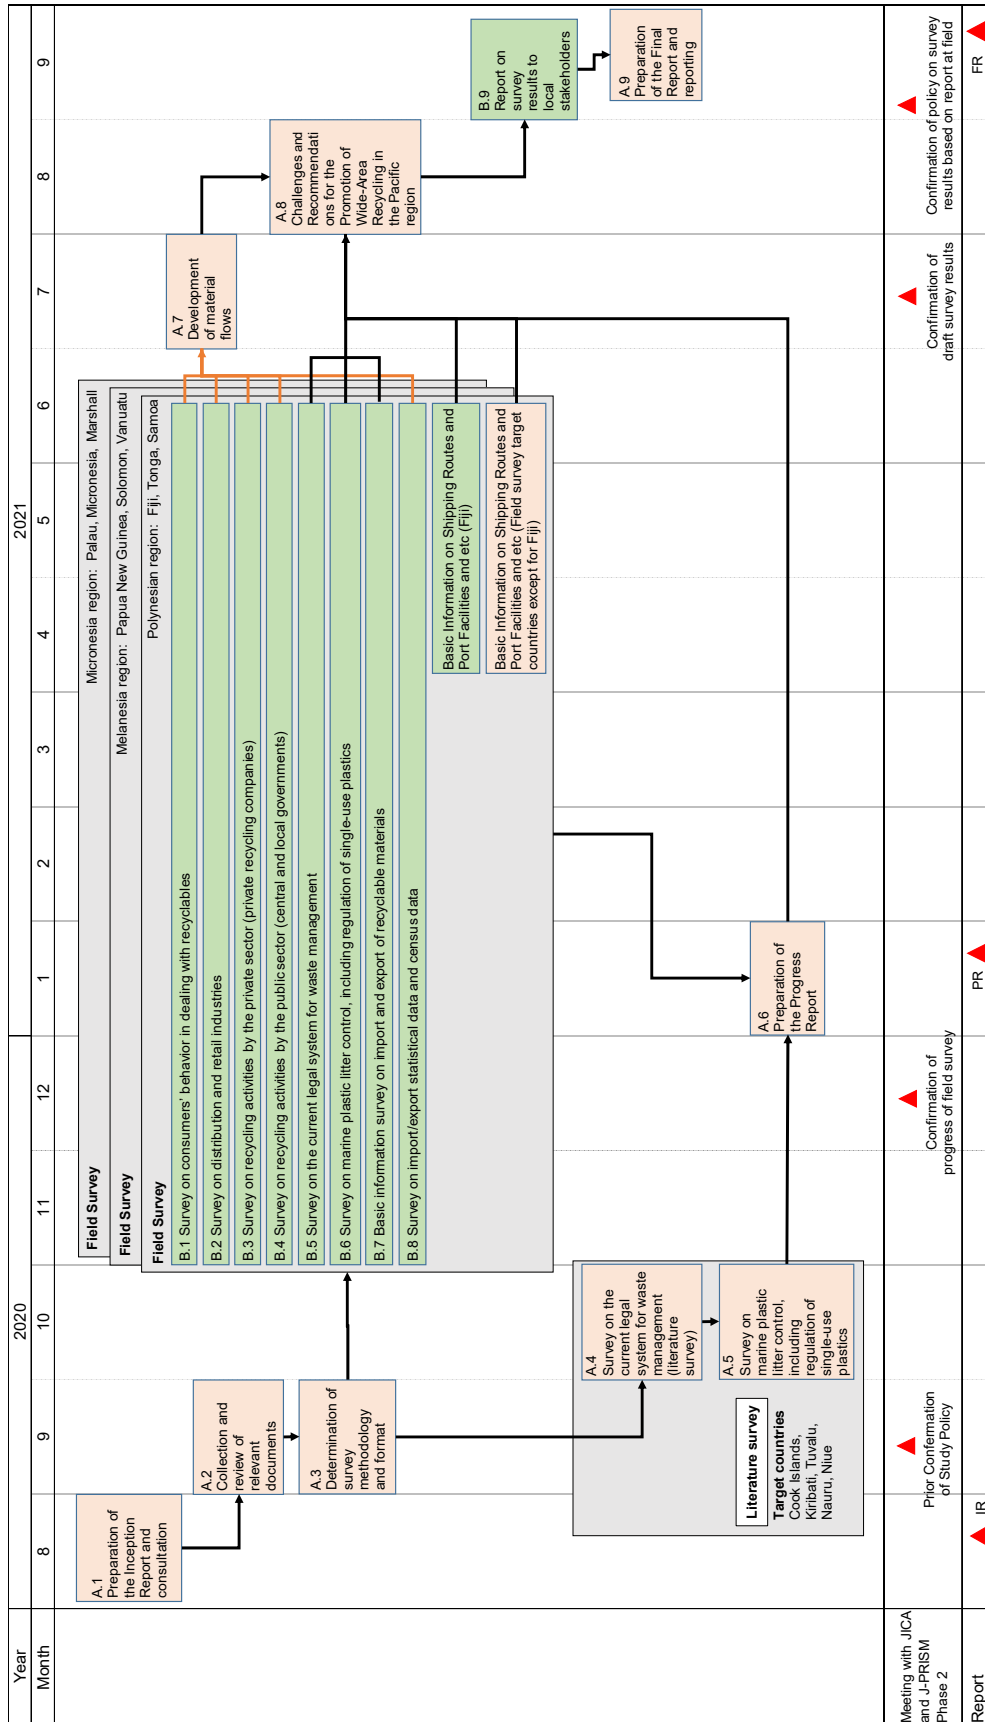 Year
2020
2021
Month
8
9
10
11
12
1
2
3
4
5
6
7
8
9
A.1
Preparation of
the Inception
Report and
consultation
A.2
Collection and
review of
relevant
documents
A.3
Determination of
survey
methodology
and format
Field Survey
Micronesia region: Palau, Micronesia, Marshall
Field Survey
Melanesia region: Papua New Guinea, Solomon, Vanuatu
Field Survey
Polynesian region: Fiji, Tonga, Samoa
B.1 Survey on consumers' behavior in dealing with recyclables
B.2 Survey on distribution and retail industries
B.3 Survey on recycling activities by the private sector (private recycling companies)
B.4 Survey on recycling activities by the public sector (central and local governments)
B.5 Survey on the current legal system for waste management
B.6 Survey on marine plastic litter control, including regulation of single-use plastics
B.7 Basic information survey on import and export of recyclable materials
B.8 Survey on import/export statistical data and census data
Basic Information on Shipping Routes and
Port Facilities and etc (Fiji)
Basic Information on Shipping Routes and
Port Facilities and etc (Field survey target
countries except for Fiji)
A.7
Development
of material
flows
A.8
Challenges and
Recommendati
ons for the
Promotion of
Wide-Area
Recycling in
the Pacific
region
B.9
Report on
survey
results to
local
stakeholders
A.9
Preparation
of the Final
Report and
reporting
Literature survey
Target countries
Cook Islands,
Kiribati, Tuvalu,
Nauru, Niue
A.4
Survey on the
current legal
system for waste
management
(literature
survey)
A.5
Survey on
marine plastic
litter control,
including
regulation of
single-use
plastics
A.6
Preparation of
the Progress
Report
Meeting with JICA
and J-PRISM
Phase 2
Prior Confermation
of Study Policy
Confirmation of
progress of field survey
Confirmation of
draft survey results
Confirmation of policy on survey
results based on report at field
Report
IR
PR
FR